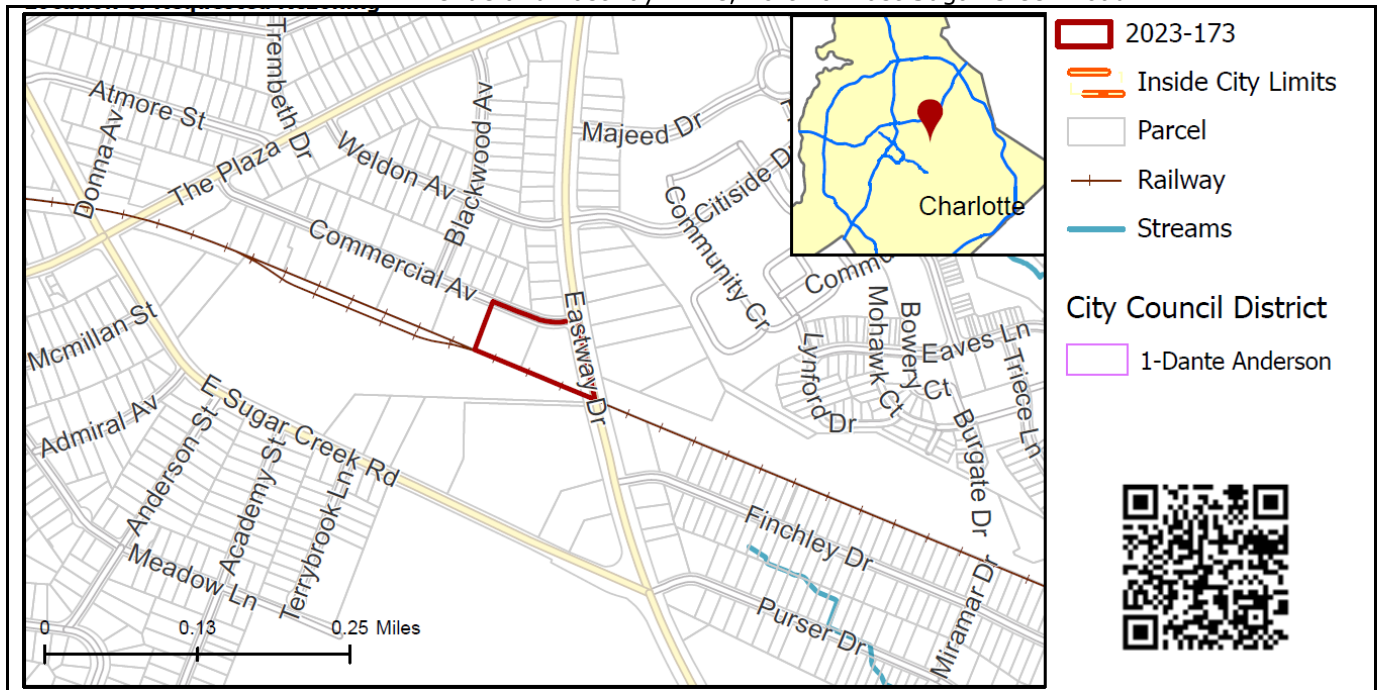 Trembeth Dr
Atmore St
Donna Av
The Plaza
Weldon Av
Blackwood Av
Majeed Dr
Citiside D
Community Cr
Commu
Commercial Av
Eastway Dr
Mcmillan St
Admiral Av
E Sugar Creek Rd
Anderson St
Academy St
Terrybrook Ln
Meadow Ln
Lynford Dr
Mohawk Ct
Bowery Ct
Eaves Ln
Triece Ln
Burgate Dr
Finchley Dr
Purser Dr
Miramar Dr
0 0.13 0.25 Miles
Charlotte
2023-173
Inside City Limits
Parcel
Railway
Streams
City Council District
1-Dante Anderson